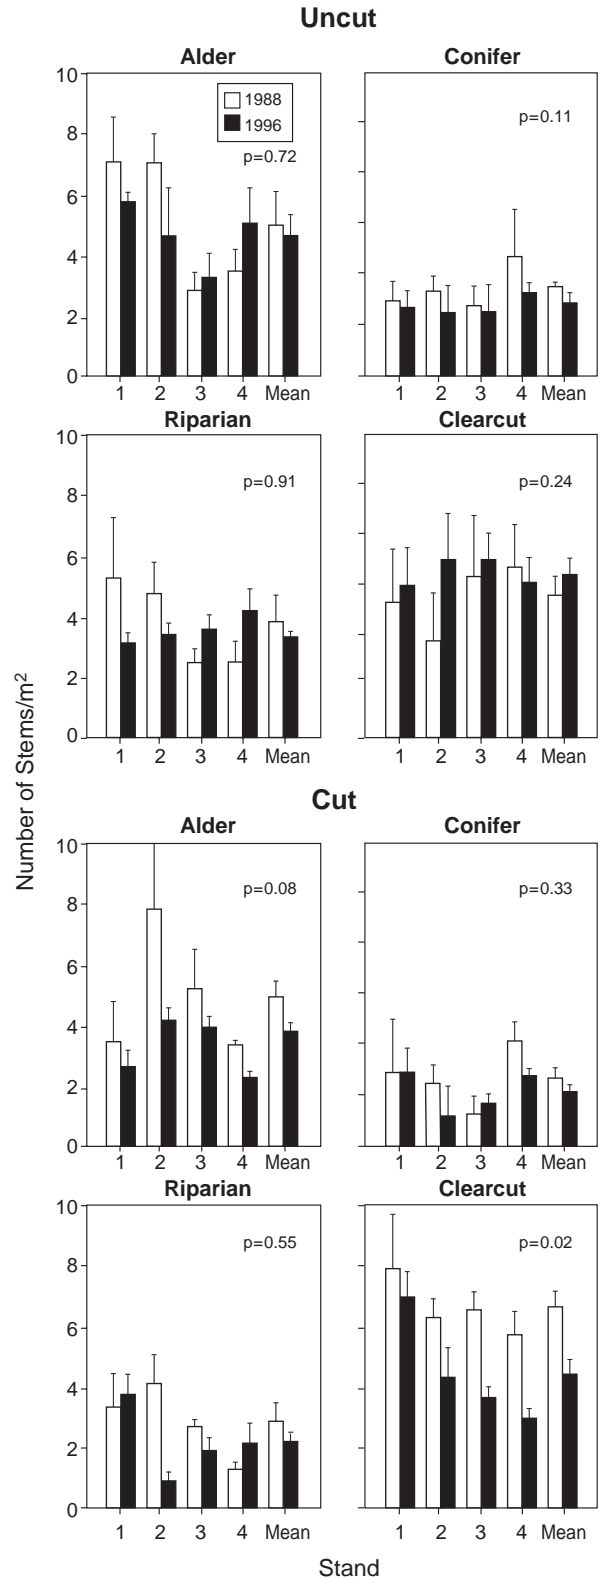 Uncut
Alder Conifer
10
1988
1996
p=0.72 p=0.11
8
6
4
2
0
1 2 3 4 Mean 1 2 3 4 Mean
Riparian Clearcut
10
p=0.91 p=0.24
8
6
4
2
0
1 2 3 4 Mean 1 2 3 4 Mean
Number of Stems/m²
Cut
Alder Conifer
10
p=0.08 p=0.33
8
6
4
2
0
1 2 3 4 Mean 1 2 3 4 Mean
Riparian Clearcut
10
p=0.55 p=0.02
8
6
4
2
0
1 2 3 4 Mean 1 2 3 4 Mean
Stand